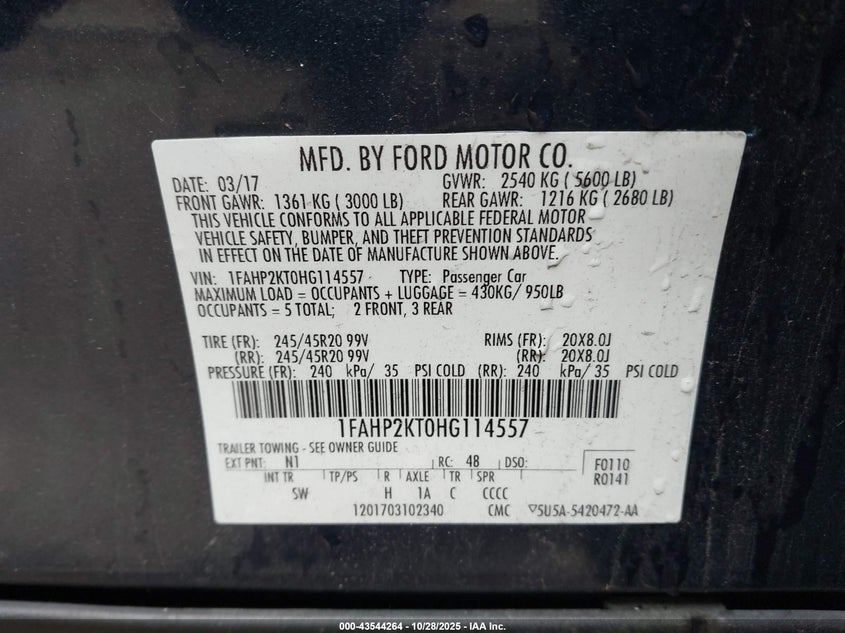 MFD. BY FORD MOTOR CO.
DATE: 03/17 GVWR: 2540 KG ( 5600 LB)
FRONT GAWR: 1361 KG ( 3000 LB) REAR GAWR: 1216 KG ( 2680 LB)
THIS VEHICLE CONFORMS TO ALL APPLICABLE FEDERAL MOTOR
VEHICLE SAFETY, BUMPER, AND THEFT PREVENTION STANDARDS
IN EFFECT ON THE DATE OF MANUFACTURE SHOWN ABOVE.
VIN: 1FAHP2KT0HG114557 TYPE: Passenger Car
MAXIMUM LOAD = OCCUPANTS + LUGGAGE = 430KG/ 950LB
OCCUPANTS = 5 TOTAL; 2 FRONT, 3 REAR
TIRE (FR): 245/45R20 99V RIMS (FR): 20X8.0J
(RR): 245/45R20 99V (RR): 20X8.0J
PRESSURE (FR): 240 kPa/ 35 PSI COLD (RR): 240 kPa/ 35 PSI COLD
1FAHP2KT0HG114557
TRAILER TOWING - SEE OWNER GUIDE
EXT PNT: N1 RC: 48 DSO: F0110
INT TR TP/PS R AXLE TR SPR R0141
SW H 1A C CCCC
1201703102340 CMC ▽5U5A-5420472-AA
000-43544264 - 10/28/2025 - IAA Inc.